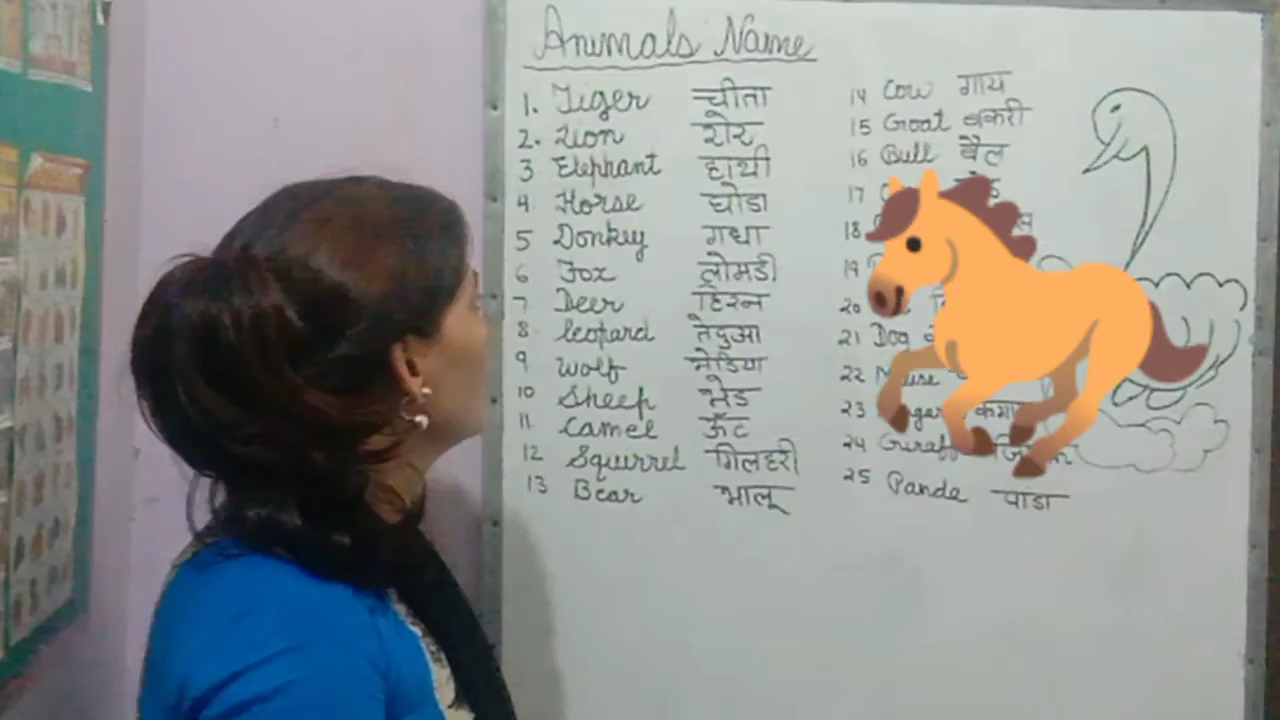 Animals Name
1. Tiger चीता
2. Lion शेर
3 Elephant हाथी
4 Horse घोडा
5 Donkey गधा
6 Fox लोमडी
7 Deer हिरन
8 leopard तेदुआ
9 Wolf भेडिया
10 Sheep भेड
11 Camel ऊँट
12 Squirrel गिलहरी
13 Bear भालू
14 Cow गाय
15 Goat बकरी
16 Bull बैल
17
18
19
20
21 Dog
22
23
24
25 Panda पांडा